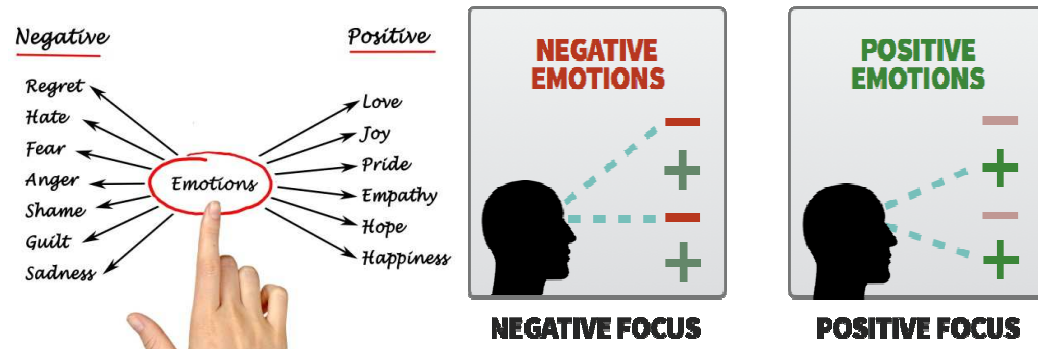 Negative
Positive
Regret
Hate
Fear
Anger
Shame
Guilt
Sadness
Emotions
Love
Joy
Pride
Empathy
Hope
Happiness
NEGATIVE
EMOTIONS
NEGATIVE FOCUS
POSITIVE
EMOTIONS
POSITIVE FOCUS